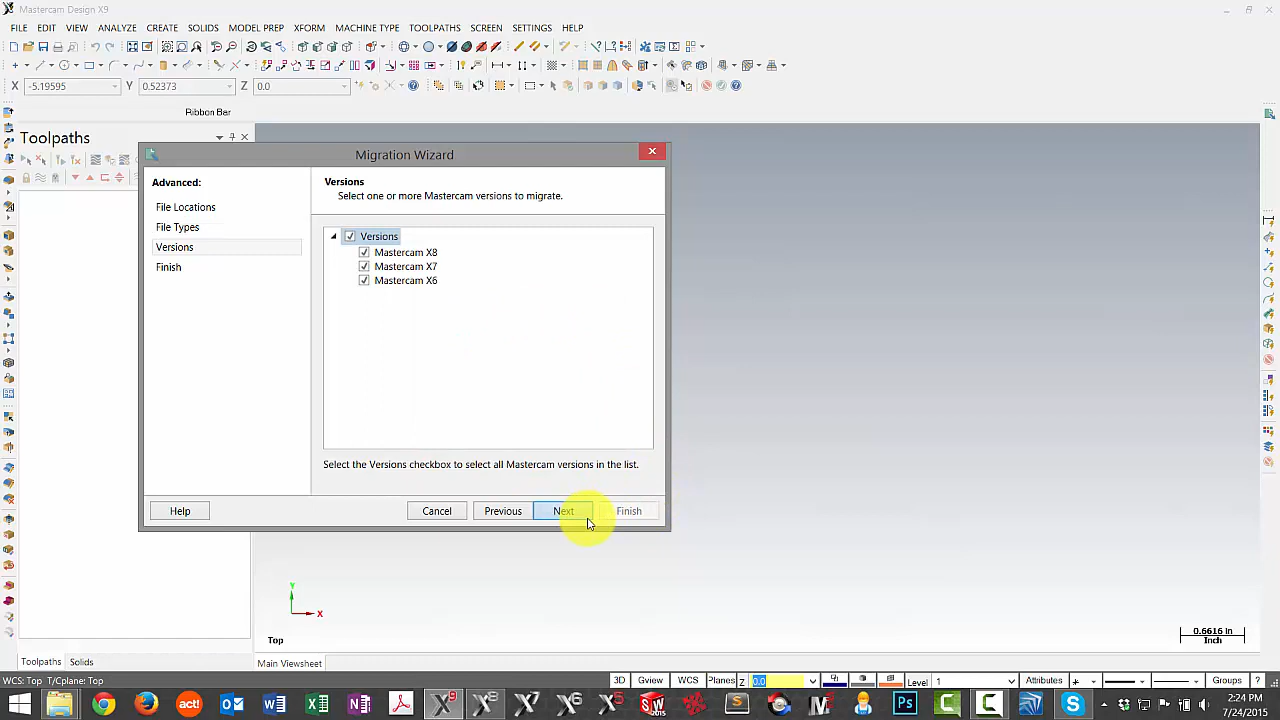 Mastercam Design X9
FILE EDIT VIEW ANALYZE CREATE SOLIDS MODEL PREP XFORM MACHINE TYPE TOOLPATHS SCREEN SETTINGS HELP
X -5.19595 Y 0.52373 Z 0.0
Ribbon Bar
Toolpaths
Migration Wizard
Advanced:
File Locations
File Types
Versions
Finish
Versions
Select one or more Mastercam versions to migrate.
Versions
Mastercam X8
Mastercam X7
Mastercam X6
Select the Versions checkbox to select all Mastercam versions in the list.
Help Cancel Previous Next Finish
Y
X
Top
0.6616 in
Inch
Toolpaths Solids
Main Viewsheet
WCS: Top T/Cplane: Top
3D Gview WCS Planes Z 0.0 Level 1 Attributes Groups ?
act! 2015 Ps
2:24 PM
7/24/2015